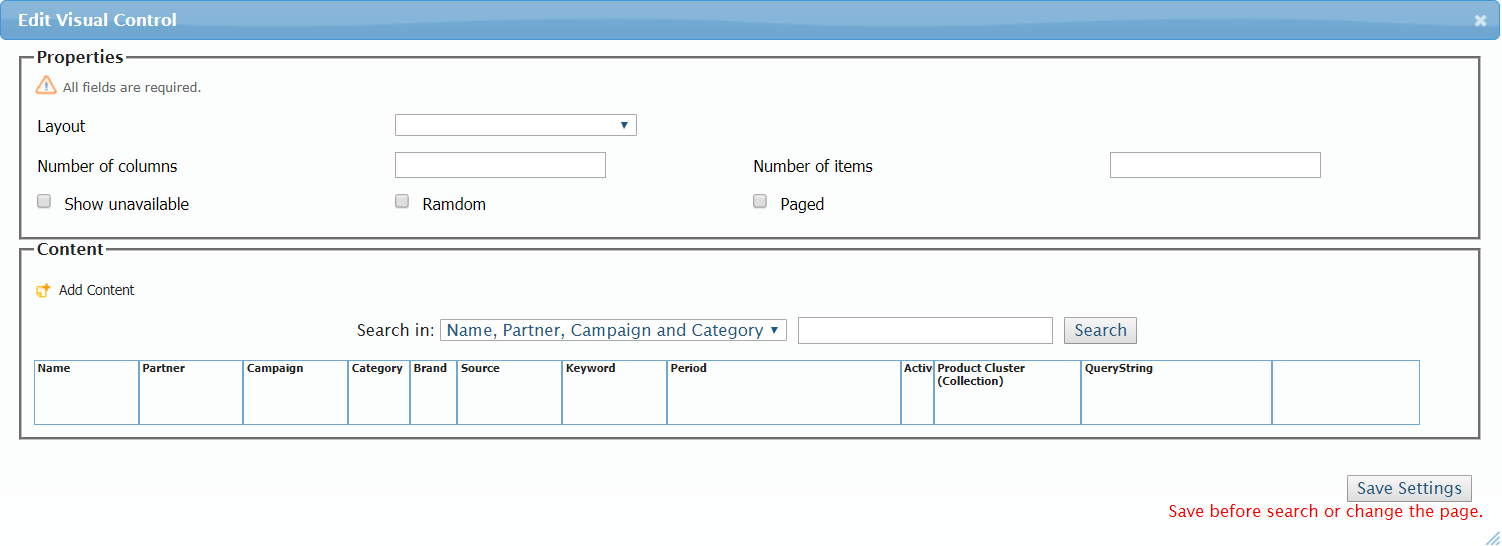 Edit Visual Control
Properties
All fields are required.
Layout
Number of columns Number of items
Show unavailable Ramdom Paged
Content
Add Content
Search in: Name, Partner, Campaign and Category Search
Name Partner Campaign Category Brand Source Keyword Period Activ Product Cluster QueryString
(Collection)
Save Settings
Save before search or change the page.